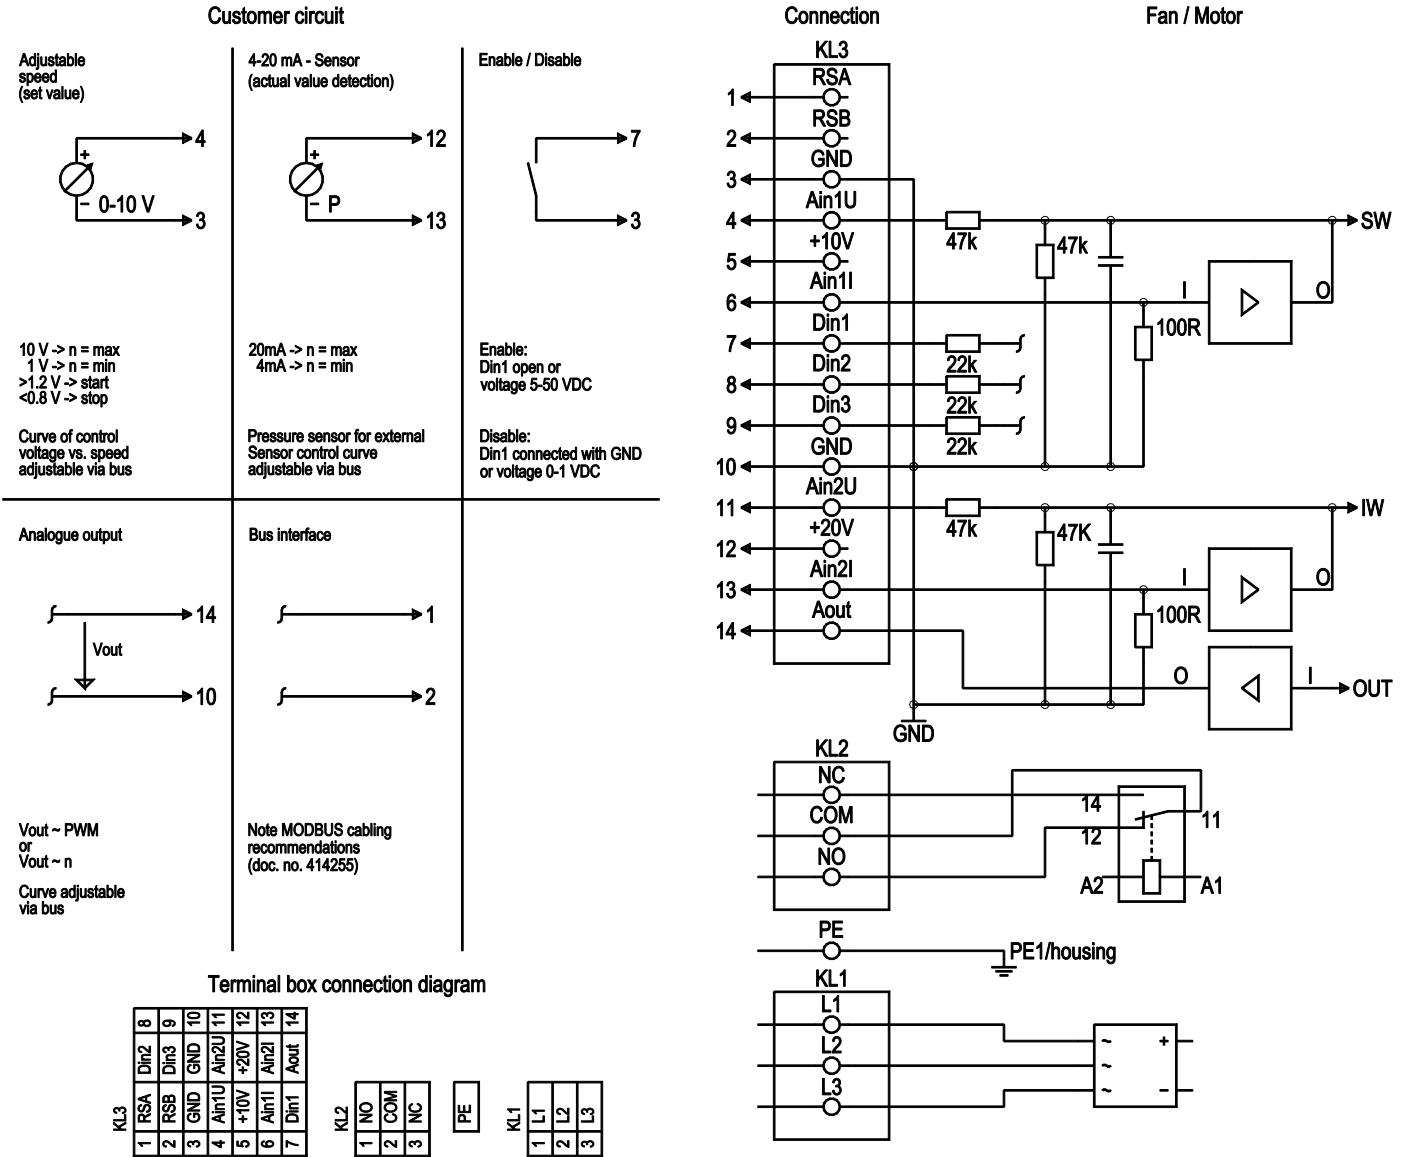 Customer circuit
Adjustable
speed
(set value)
4
+
- 0-10 V
3
10 V -> n = max
1 V -> n = min
>1.2 V -> start
<0.8 V -> stop
Curve of control
voltage vs. speed
adjustable via bus
4-20 mA - Sensor
(actual value detection)
12
+
- P
13
20mA -> n = max
4mA -> n = min
Pressure sensor for external
Sensor control curve
adjustable via bus
Enable / Disable
7
3
Enable:
Din1 open or
voltage 5-50 VDC
Disable:
Din1 connected with GND
or voltage 0-1 VDC
Analogue output
14
Vout
10
Vout ~ PWM
or
Vout ~ n
Curve adjustable
via bus
Bus interface
1
2
Note MODBUS cabling
recommendations
(doc. no. 414255)
Connection
Fan / Motor
KL3
RSA
1
RSB
2
GND
3
Ain1U
4
47k
47k
SW
+10V
5
Ain1I
6
I
O
100R
Din1
7
22k
Din2
8
22k
Din3
9
22k
GND
10
Ain2U
11
47k
47K
IW
+20V
12
Ain2I
13
I
O
100R
Aout
14
O
I
OUT
GND
KL2
NC
14
COM
11
12
NO
A2
A1
PE
PE1/housing
KL1
L1
~ +
L2
~
L3
~ -
Terminal box connection diagram
KL3
8 9 10 11 12 13 14
Din2 Din3 GND Ain2U +20V Ain2I Aout
RSA RSB GND Ain1U +10V Ain1I Din1
1 2 3 4 5 6 7
KL2
NO COM NC
1 2 3
PE
KL1
L1 L2 L3
1 2 3